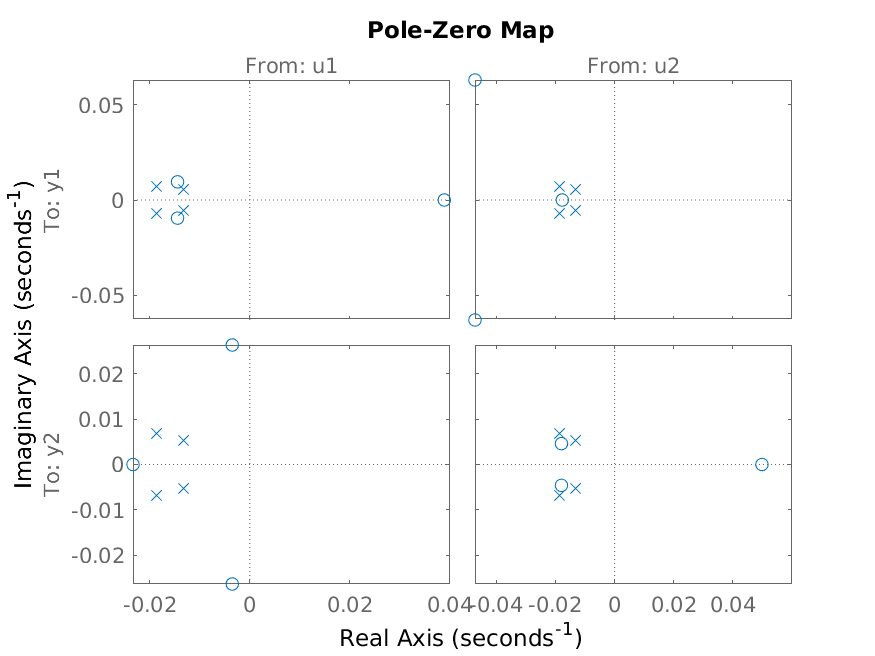 Pole-Zero Map
From: u1
From: u2
0.05
0
-0.05
To: y1
0.02
0.01
0
-0.01
-0.02
To: y2
Imaginary Axis (seconds⁻¹)
-0.02 0 0.02 0.04
-0.04 -0.02 0 0.02 0.04
Real Axis (seconds⁻¹)